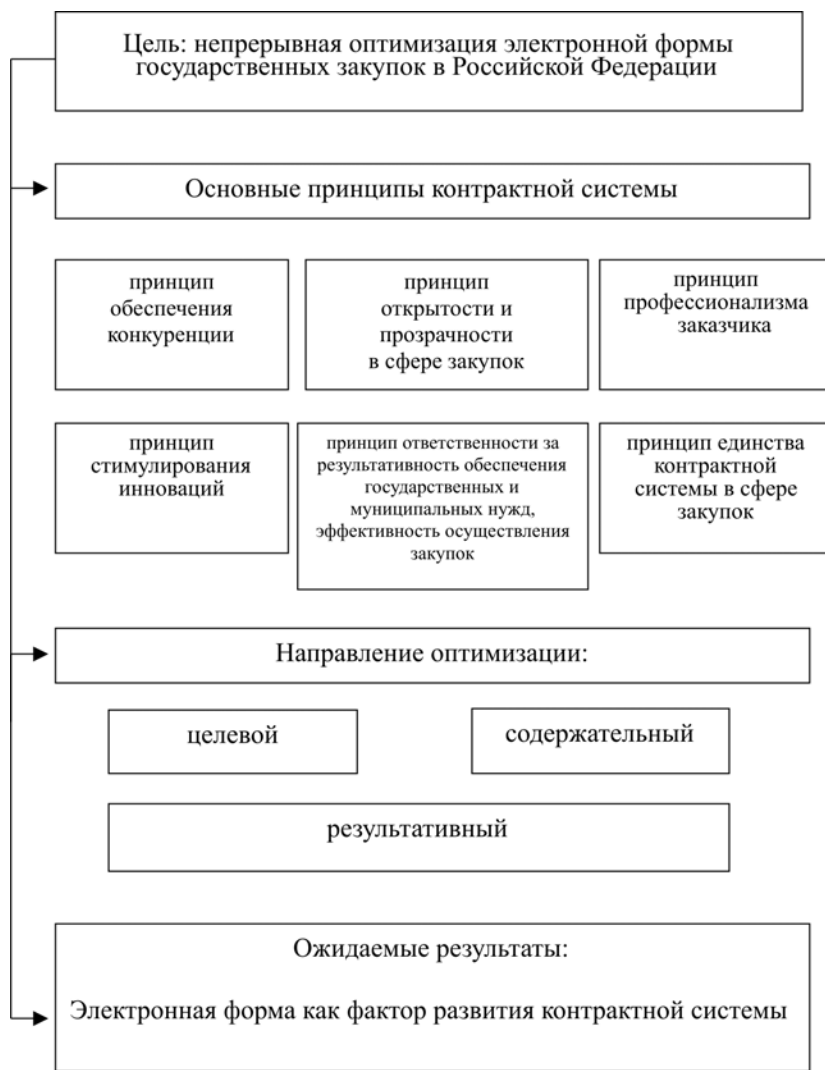 Цель: непрерывная оптимизация электронной формы
государственных закупок в Российской Федерации
Основные принципы контрактной системы
принцип
обеспечения
конкуренции
принцип
открытости и
прозрачности
в сфере закупок
принцип
профессионализма
заказчика
принцип
стимулирования
инноваций
принцип ответственности за
результативность обеспечения
государственных и
муниципальных нужд,
эффективность осуществления
закупок
принцип единства
контрактной
системы в сфере
закупок
Направление оптимизации:
целевой
содержательный
результативный
Ожидаемые результаты:
Электронная форма как фактор развития контрактной системы